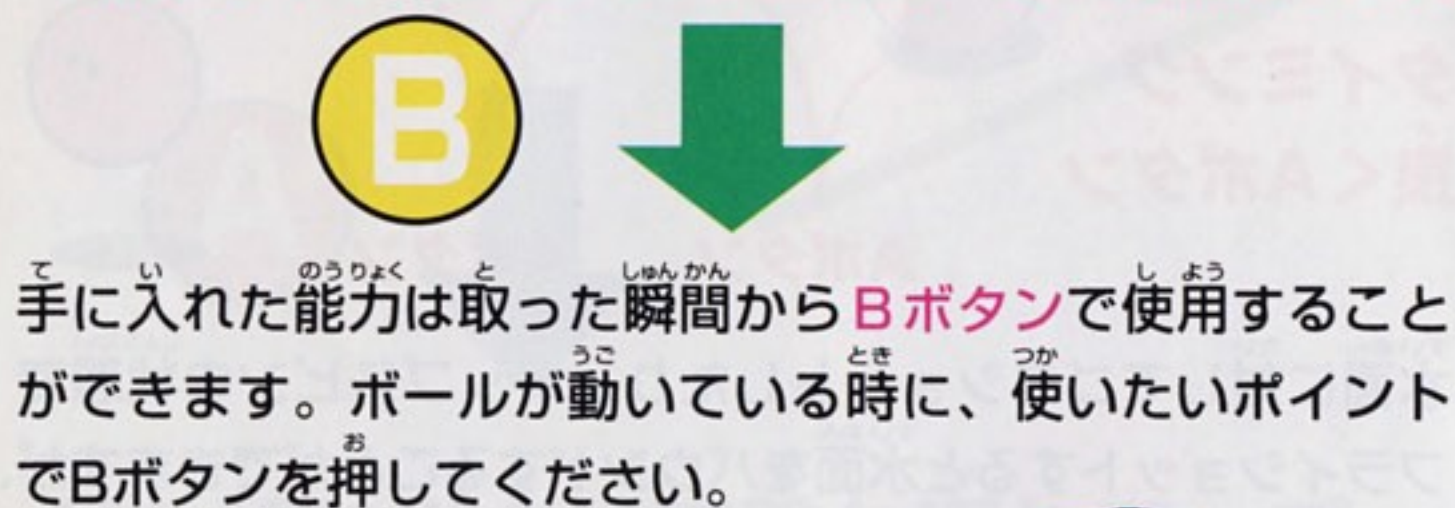 B
手に入れた能力は取った瞬間からBボタンで使用すること
ができます。ボールが動いている時に、使いたいポイント
でBボタンを押してください。